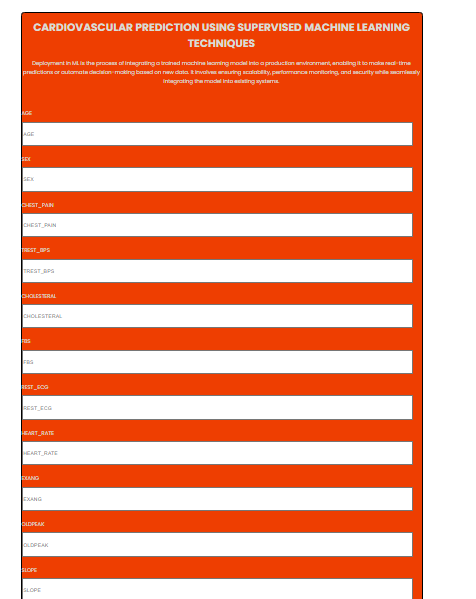 CARDIOVASCULAR PREDICTION USING SUPERVISED MACHINE LEARNING
TECHNIQUES
Deployment in ML is the process of integrating a trained machine learning model into a production environment, enabling it to make real-time
predictions or automate decision-making based on new data. It involves ensuring scalability, performance monitoring, and security while seamlessly
integrating the model into existing systems.
AGE
AGE
SEX
SEX
CHEST_PAIN
CHEST_PAIN
TREST_BPS
TREST_BPS
CHOLESTERAL
CHOLESTERAL
FBS
FBS
REST_ECG
REST_ECG
HEART_RATE
HEART_RATE
EXANG
EXANG
OLDPEAK
OLDPEAK
SLOPE
SLOPE